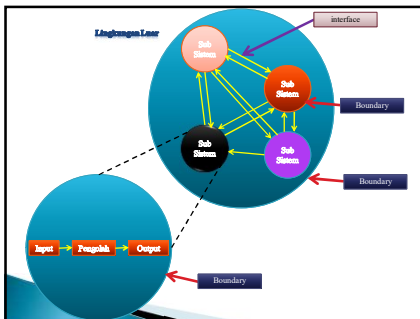 Lingkungan Luar
interface
Sub
Sistem
Sub
Sistem
Boundary
Sub
Sistem
Sub
Sistem
Boundary
Input
Pengolah
Output
Boundary